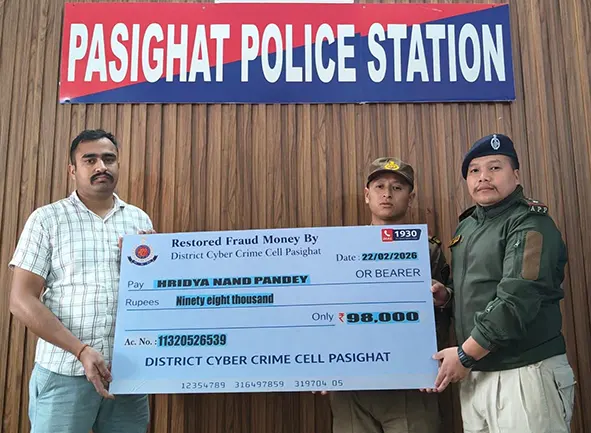 PASIGHAT POLICE STATION
Restored Fraud Money By
1930
District Cyber Crime Cell Pasighat
Date : 22/02/2026
Pay HRIDYA NAND PANDEY OR BEARER
Rupees Ninety eight thousand
Only ₹98,000
Ac. No. : 11320526539
DISTRICT CYBER CRIME CELL PASIGHAT
12354789 316497859 319704 05
APP